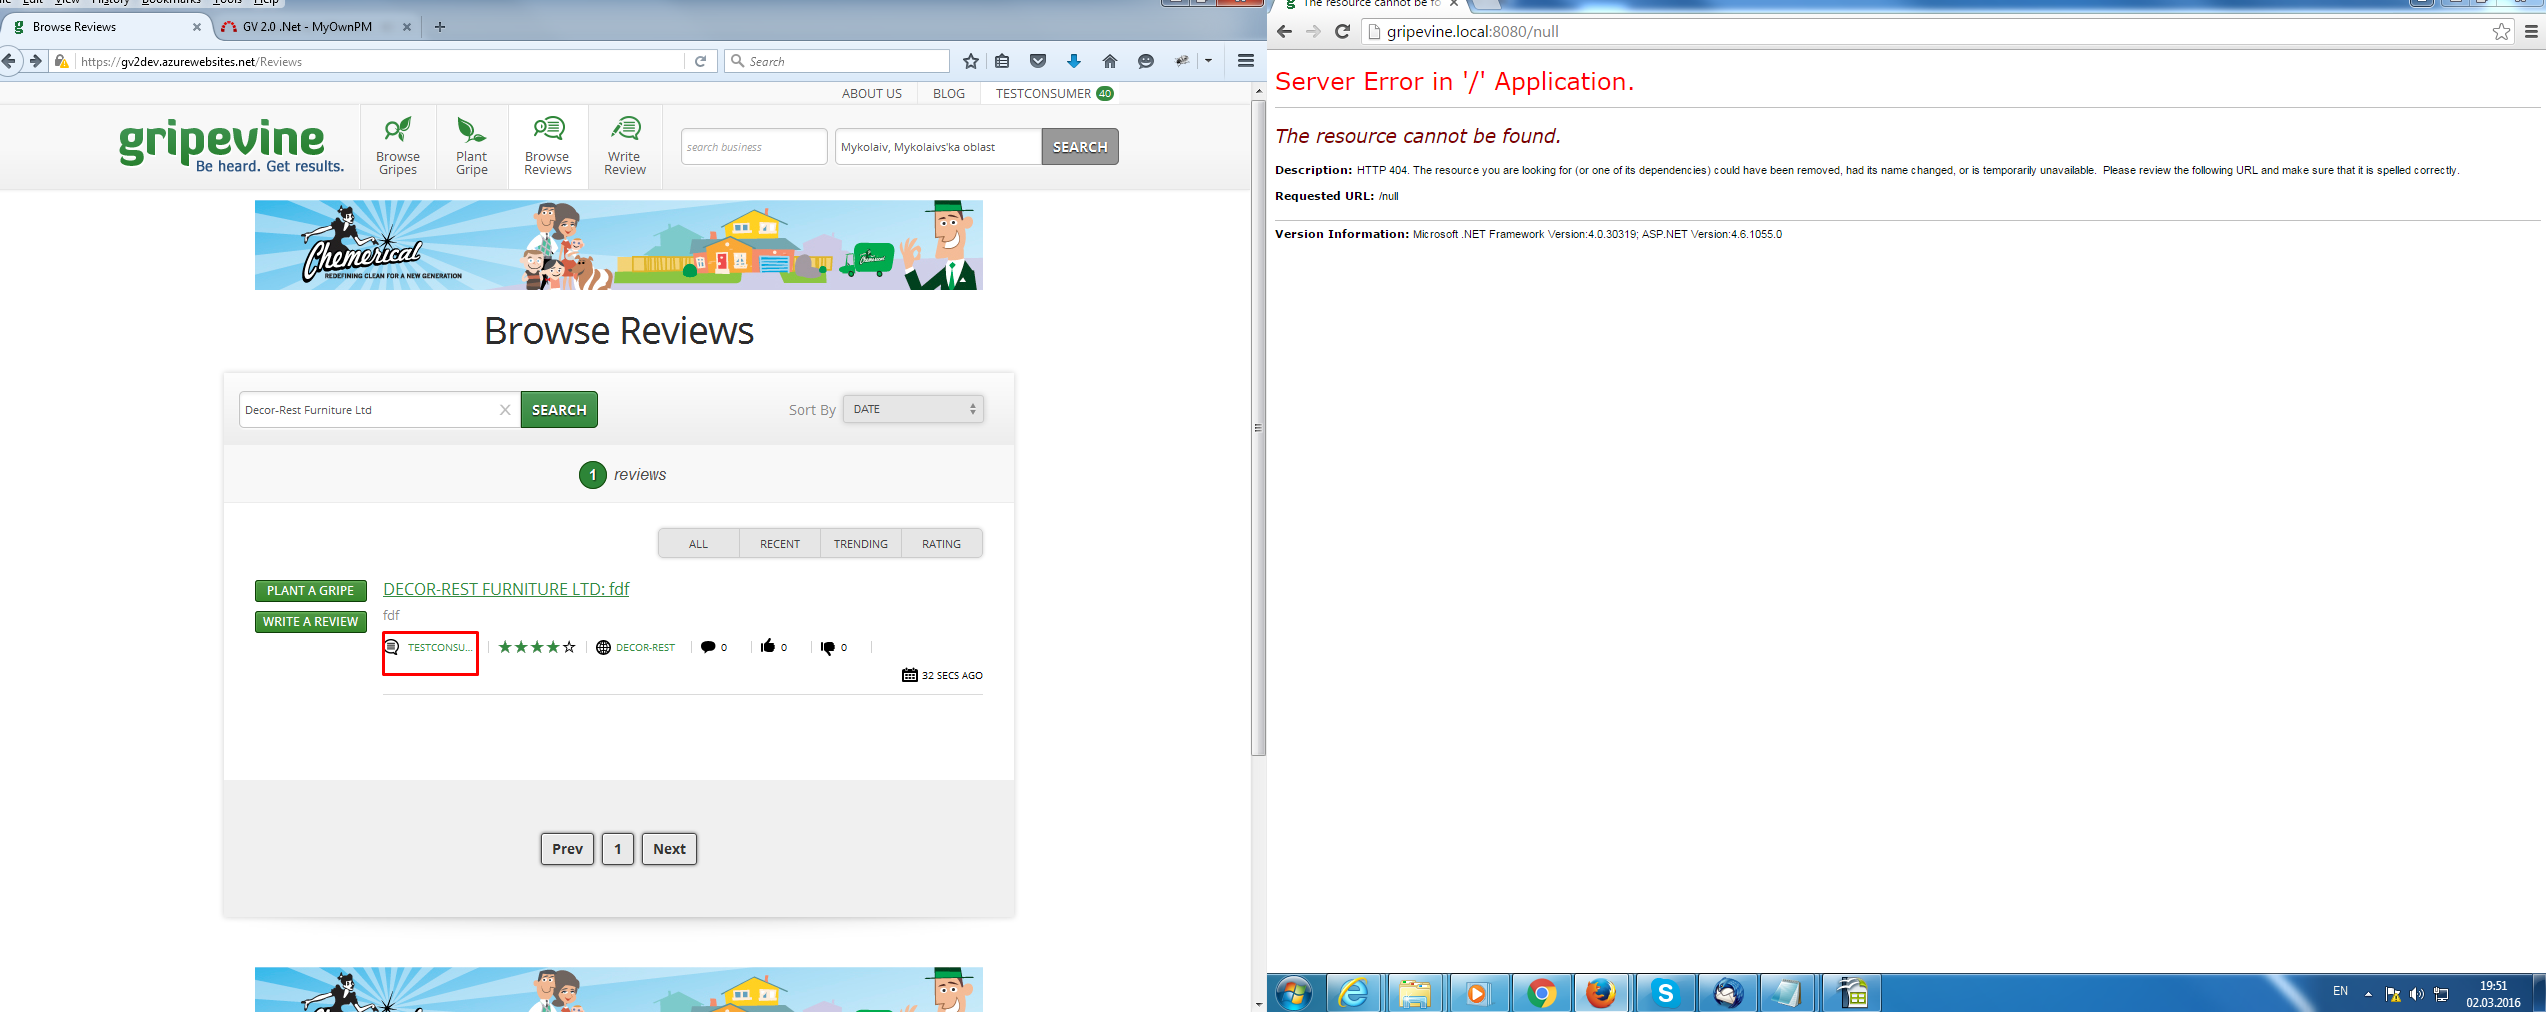 Edit View History Bookmarks Tools Help
Browse Reviews
GV 2.0 .Net - MyOwnPM
https://gv2dev.azurewebsites.net/Reviews
Search
ABOUT US
BLOG
TESTCONSUMER 40
gripevine
Be heard. Get results.
Browse
Gripes
Plant
Gripe
Browse
Reviews
Write
Review
search business
Mykolaiv, Mykolaivs'ka oblast
SEARCH
Chemerical
REDEFINING CLEAN FOR A NEW GENERATION
Browse Reviews
Decor-Rest Furniture Ltd
SEARCH
Sort By
DATE
1 reviews
ALL
RECENT
TRENDING
RATING
PLANT A GRIPE
WRITE A REVIEW
DECOR-REST FURNITURE LTD: fdf
fdf
TESTCONSU...
DECOR-REST
0
0
0
32 SECS AGO
Prev
1
Next
The resource cannot be fo
gripevine.local:8080/null
Server Error in '/' Application.
The resource cannot be found.
Description: HTTP 404. The resource you are looking for (or one of its dependencies) could have been removed, had its name changed, or is temporarily unavailable.  Please review the following URL and make sure that it is spelled correctly.
Requested URL: /null
Version Information: Microsoft .NET Framework Version:4.0.30319; ASP.NET Version:4.6.1055.0
EN
19:51
02.03.2016